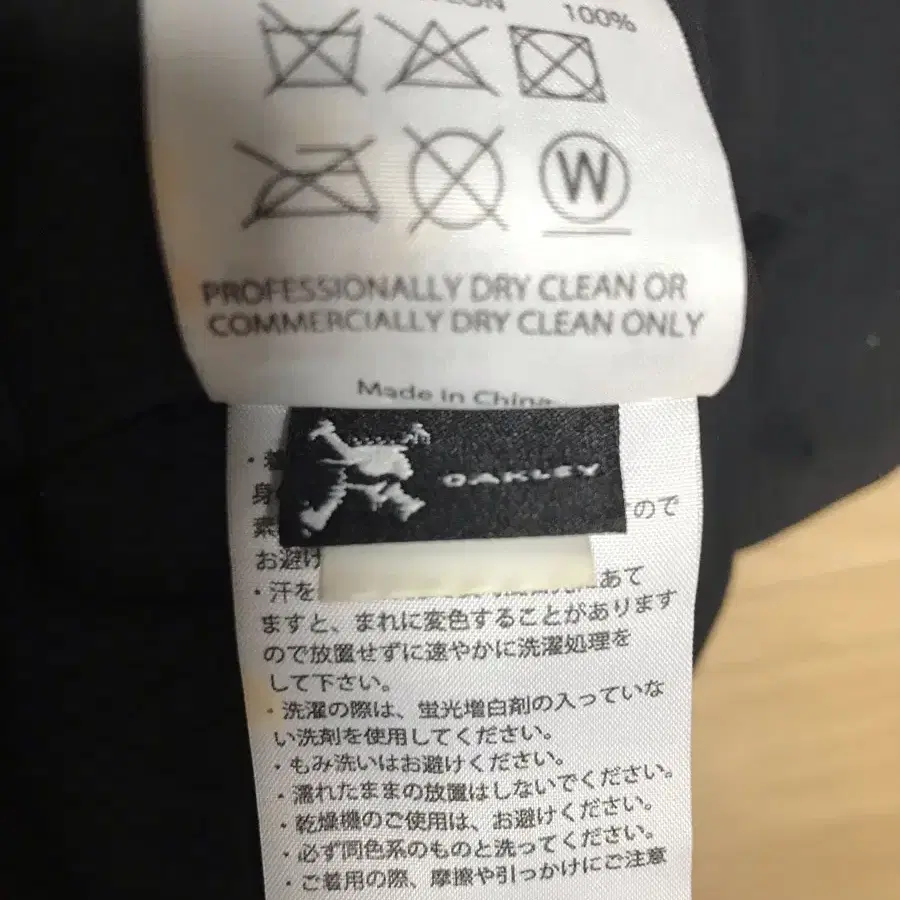 100%
W
PROFESSIONALLY DRY CLEAN OR
COMMERCIALLY DRY CLEAN ONLY
Made in China
OAKLEY
ので
お避け
・汗を
あて
ますと、まれに変色することがあります
ので放置せずに速やかに洗濯処理を
して下さい。
・洗濯の際は、蛍光増白剤の入っていな
い洗剤を使用してください。
・もみ洗いはお避けください。
・濡れたままの放置はしないでください。
・乾燥機のご使用は、お避けください。
・必ず同色系のものと洗ってください。
・ご着用の際、摩擦や引っかけにご注意